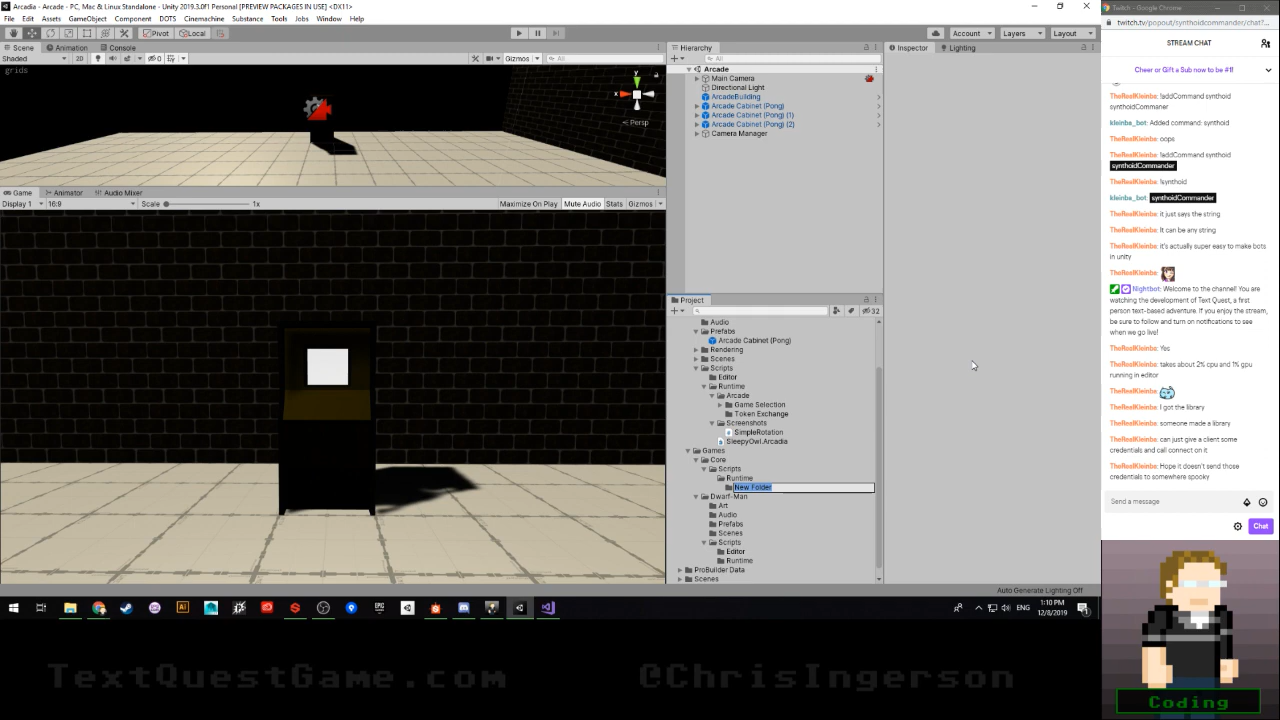 Arcadia - Arcade - PC, Mac & Linux Standalone - Unity 2019.3.0f1 Personal [PREVIEW PACKAGES IN USE] <DX11>
File Edit Assets GameObject Component DOTS Cinemachine Substance Tools Jobs Window Help
Pivot Local Account Layers Layout
Scene Animation Console
Shaded 2D 0 Gizmos All
grids
y
x
Persp
Game Animator Audio Mixer
Display 1 16:9 Scale 1x Maximize On Play Mute Audio Stats Gizmos
Hierarchy
All
Arcade
Main Camera
Directional Light
ArcadeBuilding
Arcade Cabinet (Pong)
Arcade Cabinet (Pong) (1)
Arcade Cabinet (Pong) (2)
Camera Manager
Project
32
Audio
Prefabs
Arcade Cabinet (Pong)
Rendering
Scenes
Scripts
Editor
Runtime
Arcade
Game Selection
Token Exchange
Screenshots
SimpleRotation
SleepyOwl.Arcadia
Games
Core
Scripts
Runtime
New Folder
Dwarf-Man
Art
Audio
Prefabs
Scenes
Scripts
Editor
Runtime
ProBuilder Data
Scenes
Inspector Lighting
Auto Generate Lighting Off
ENG
1:10 PM
12/8/2019
Twitch - Google Chrome
twitch.tv/popout/synthoidcommander/chat?...
STREAM CHAT
Cheer or Gift a Sub now to be #1!
TheRealKleinba: !addCommand synthoid
synthoidCommaner
kleinba_bot: Added command: synthoid
TheRealKleinba: oops
TheRealKleinba: !addCommand synthoid
synthoidCommander
TheRealKleinba: !synthoid
kleinba_bot: synthoidCommander
TheRealKleinba: it just says the string
TheRealKleinba: It can be any string
TheRealKleinba: it's actually super easy to make bots
in unity
TheRealKleinba:
Nightbot: Welcome to the channel! You are
watching the development of Text Quest, a first
person text-based adventure. If you enjoy the stream,
be sure to follow and turn on notifications to see
when we go live!
TheRealKleinba: Yes
TheRealKleinba: takes about 2% cpu and 1% gpu
running in editor
TheRealKleinba:
TheRealKleinba: I got the library
TheRealKleinba: someone made a library
TheRealKleinba: can just give a client some
credentials and call connect on it
TheRealKleinba: Hope it doesn't send those
credentials to somewhere spooky
Send a message
Chat
TextQuestGame.com
@ChrisIngerson
Coding